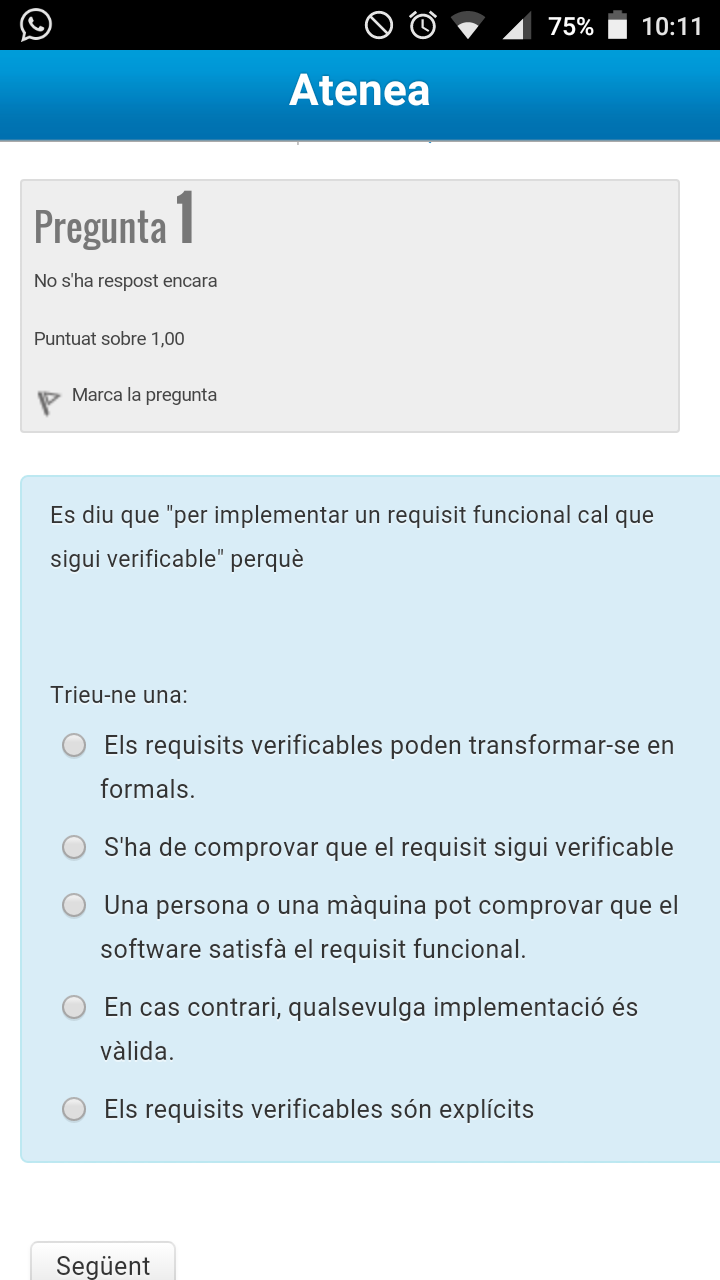 75% 10:11
Atenea
Pregunta 1
No s'ha respost encara
Puntuat sobre 1,00
Marca la pregunta
Es diu que "per implementar un requisit funcional cal que
sigui verificable" perquè
Trieu-ne una:
Els requisits verificables poden transformar-se en
formals.
S'ha de comprovar que el requisit sigui verificable
Una persona o una màquina pot comprovar que el
software satisfà el requisit funcional.
En cas contrari, qualsevulga implementació és
vàlida.
Els requisits verificables són explícits
Següent